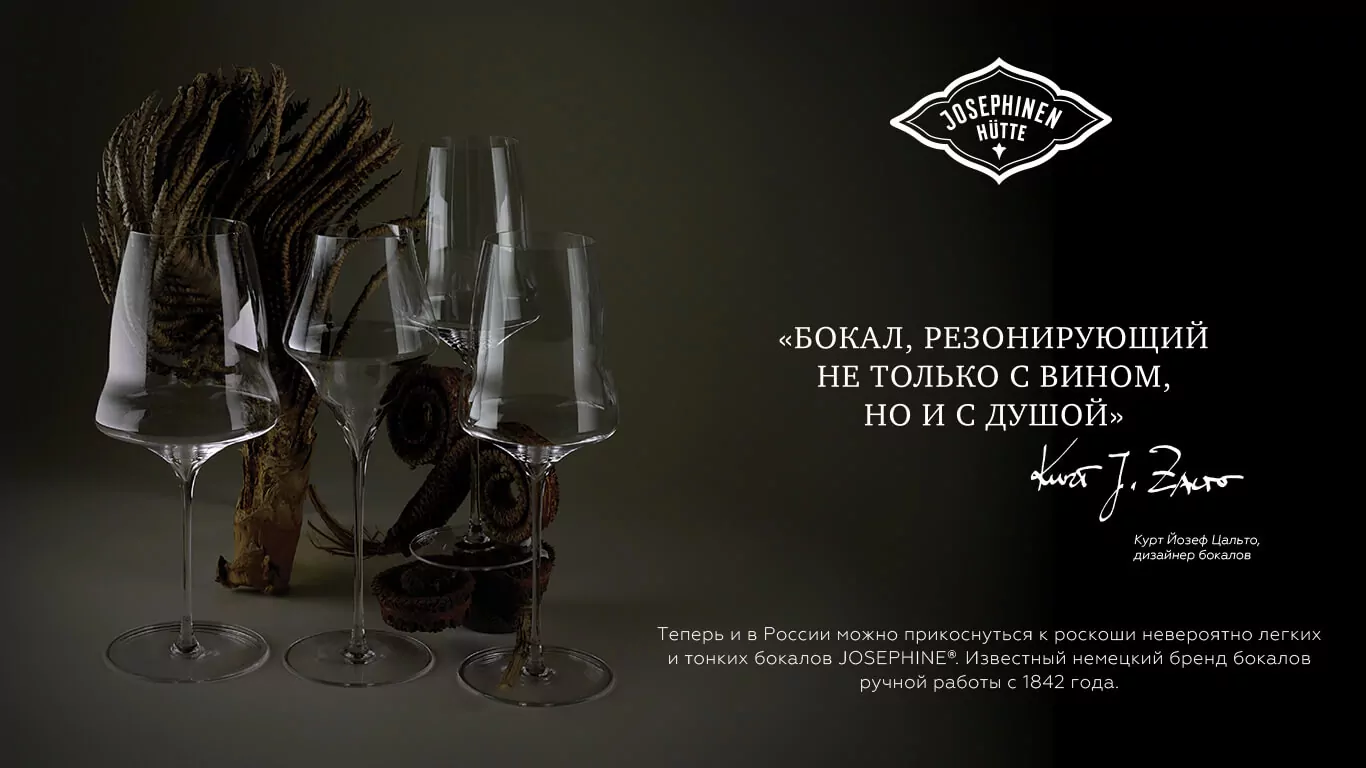 JOSEPHINEN
HÜTTE
«БОКАЛ, РЕЗОНИРУЮЩИЙ
НЕ ТОЛЬКО С ВИНОМ,
НО И С ДУШОЙ»
Kurt J. Zalto
Курт Йозеф Цальто,
дизайнер бокалов
Теперь и в России можно прикоснуться к роскоши невероятно легких
и тонких бокалов JOSEPHINE®. Известный немецкий бренд бокалов
ручной работы с 1842 года.